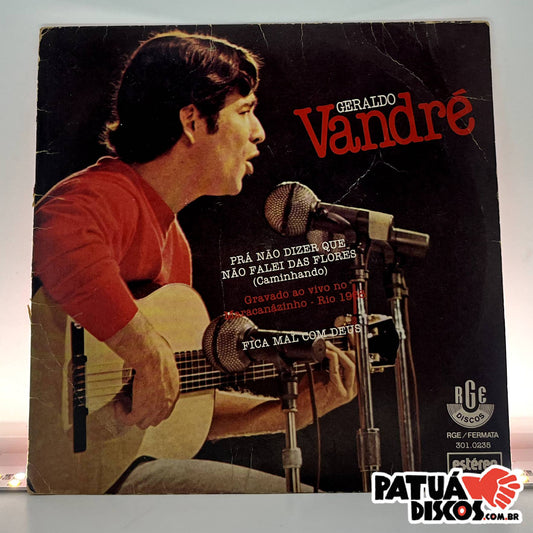 GERALDO
Vandré
PRÁ NÃO DIZER QUE
NÃO FALEI DAS FLORES
(Caminhando)
Gravado ao vivo no
Maracanãzinho - Rio 1968
FICA MAL COM DEUS
RGE
DISCOS
RGE/FERMATA
301.0235
estéreo
PATUÁ
DISCOS.COM.BR